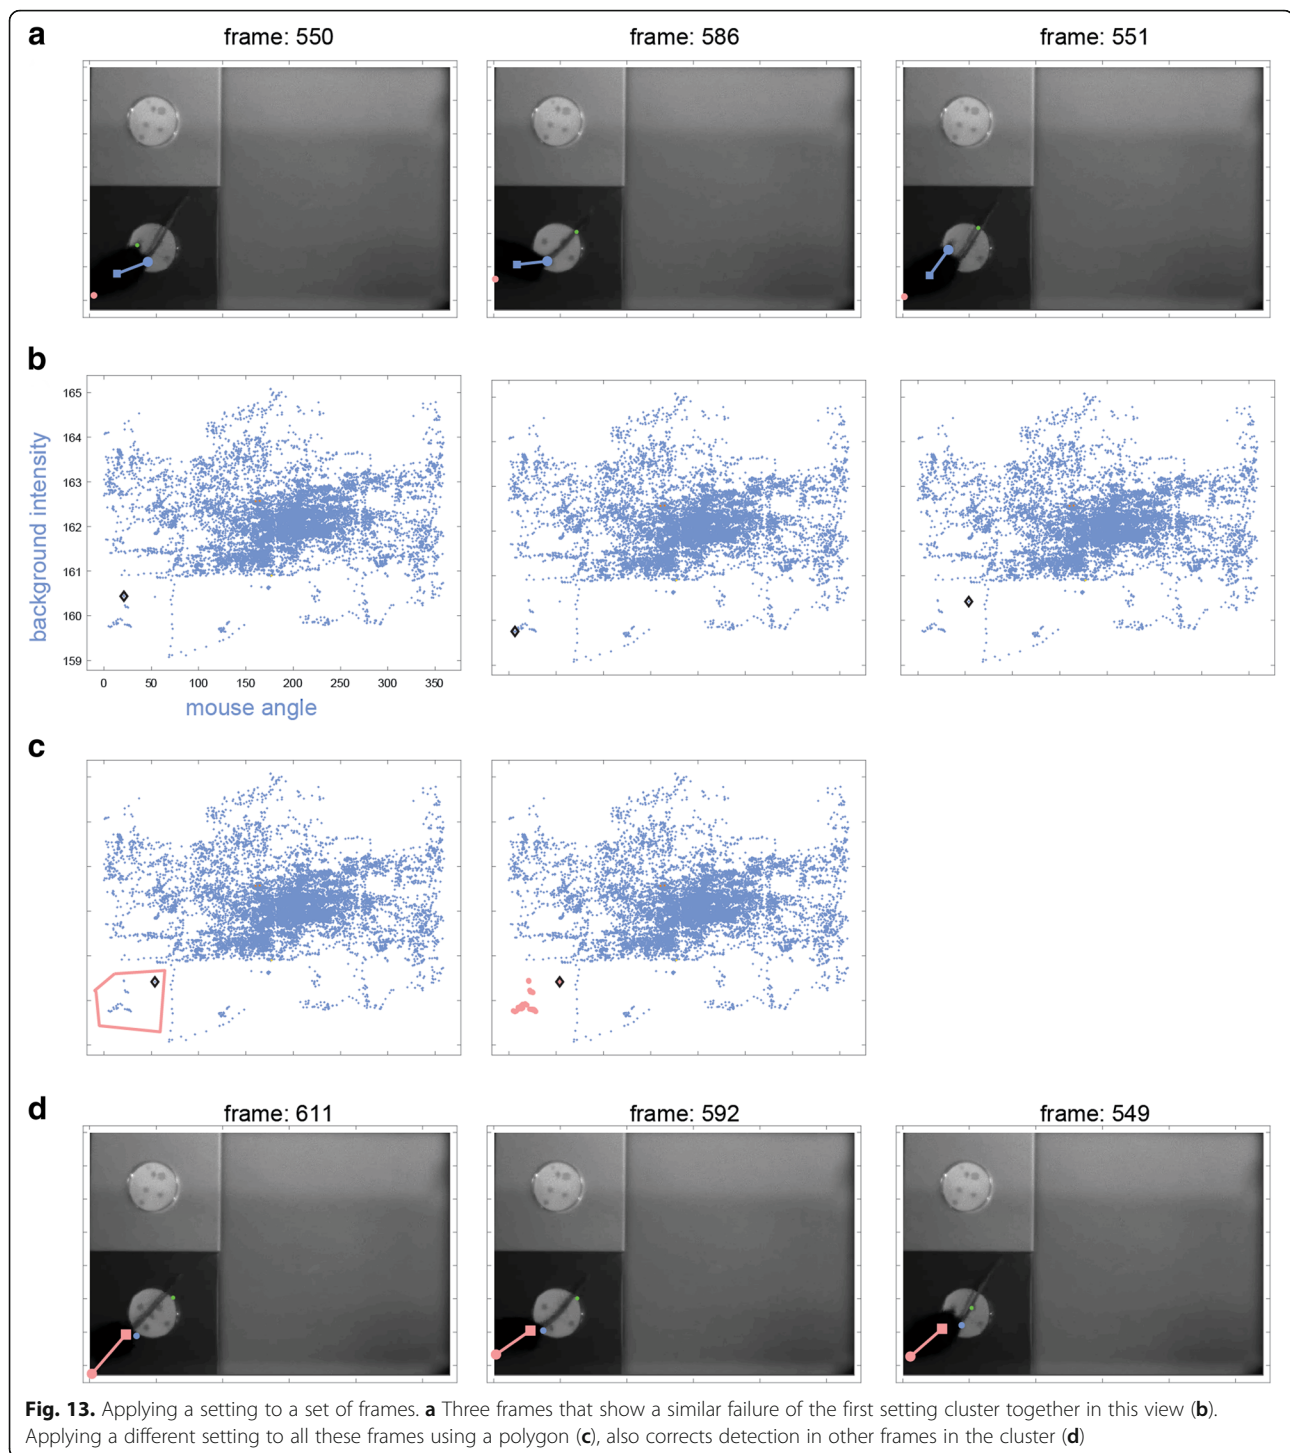 a
frame: 550 frame: 586 frame: 551
b
165
164
163
162
161
160
159
background intensity
0 50 100 150 200 250 300 350
mouse angle
c
d
frame: 611 frame: 592 frame: 549
Fig. 13. Applying a setting to a set of frames. a Three frames that show a similar failure of the first setting cluster together in this view (b).
Applying a different setting to all these frames using a polygon (c), also corrects detection in other frames in the cluster (d)